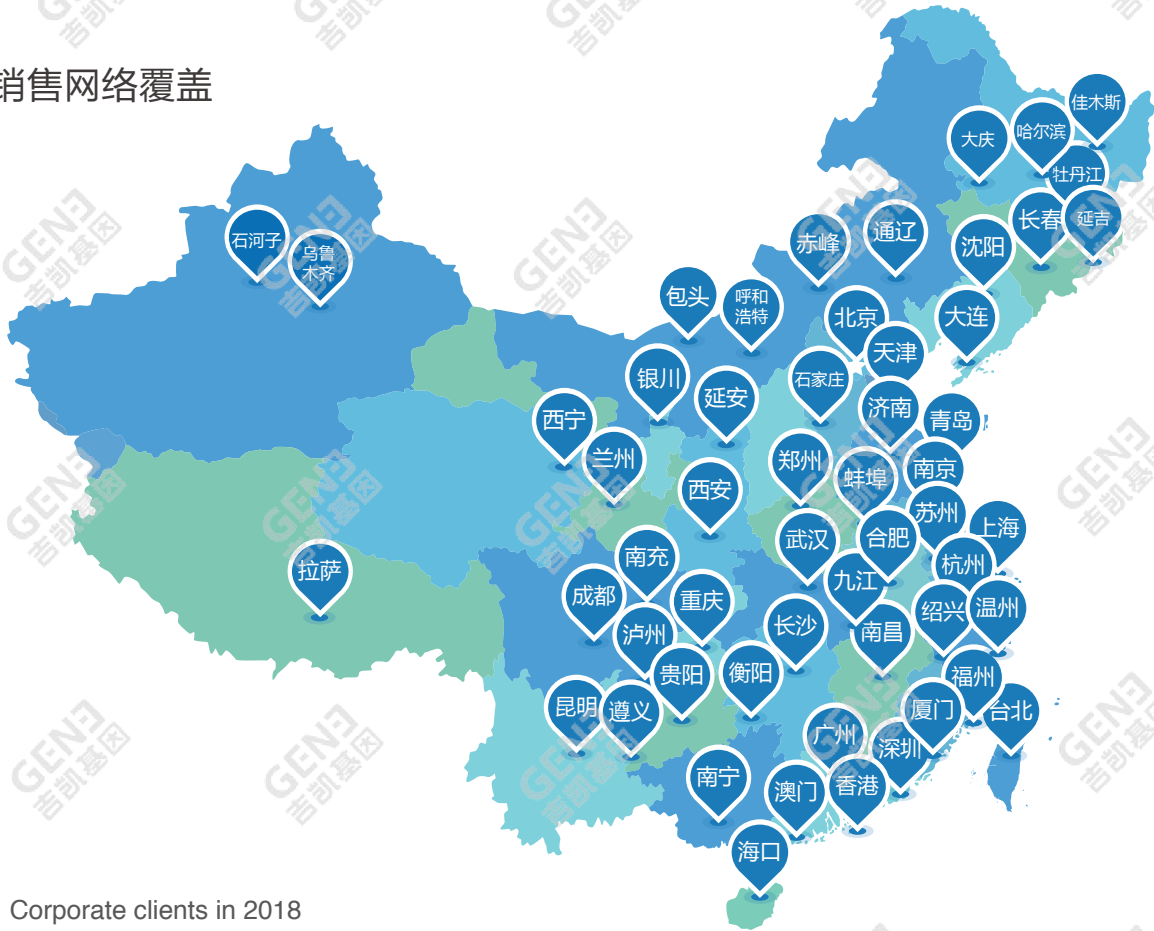 销售网络覆盖
佳木斯
大庆
哈尔滨
牡丹江
石河子
乌鲁
木齐
赤峰
通辽
沈阳
长春
延吉
包头
呼和
浩特
北京
大连
天津
银川
延安
石家庄
济南
青岛
西宁
兰州
西安
郑州
蚌埠
南京
苏州
上海
武汉
合肥
杭州
拉萨
南充
成都
重庆
九江
绍兴
温州
泸州
长沙
南昌
贵阳
衡阳
福州
昆明
遵义
厦门
台北
广州
深圳
南宁
澳门
香港
海口
Corporate clients in 2018
GENE
吉凯基因